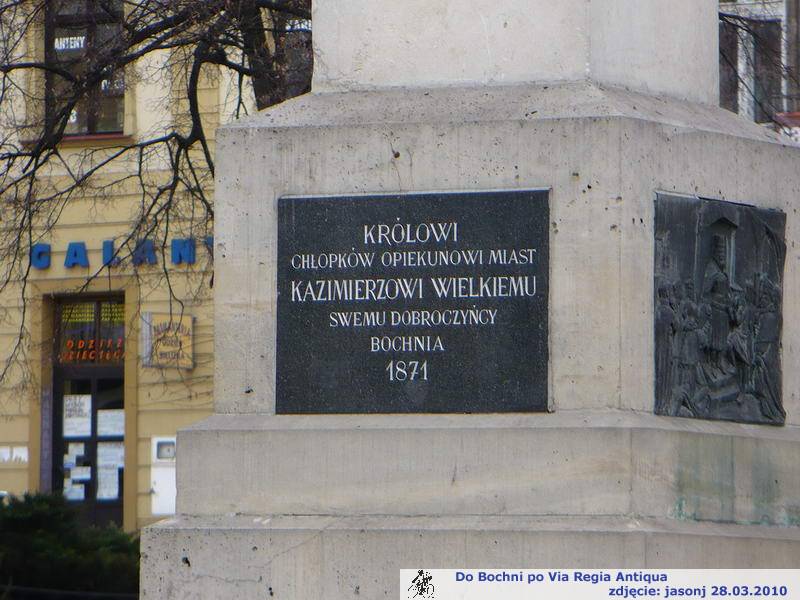 ANTENY
GALANT
ODZIEŻ
DZIECIĘCA
KRÓLOWI
CHŁOPKÓW OPIEKUNOWI MIAST
KAZIMIERZOWI WIELKIEMU
SWEMU DOBROCZYŃCY
BOCHNIA
1871
Do Bochni po Via Regia Antiqua
zdjęcie: jasonj 28.03.2010